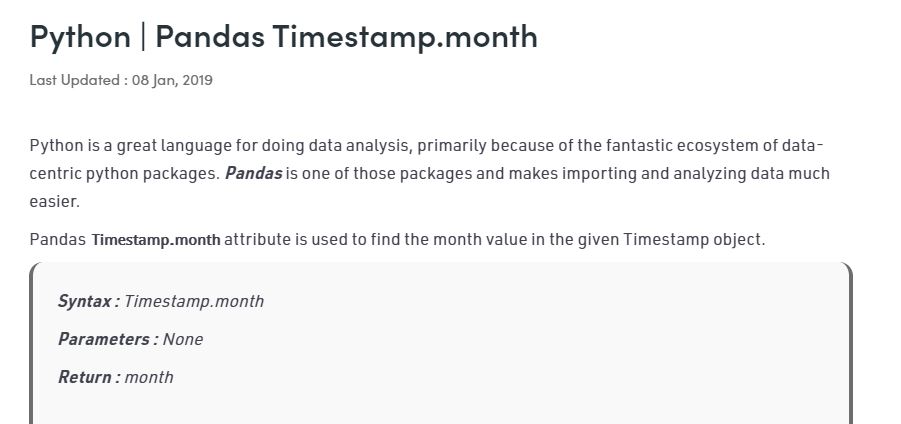 Python | Pandas Timestamp.month
Last Updated : 08 Jan, 2019
Python is a great language for doing data analysis, primarily because of the fantastic ecosystem of data-
centric python packages. Pandas is one of those packages and makes importing and analyzing data much
easier.
Pandas Timestamp.month attribute is used to find the month value in the given Timestamp object.
Syntax : Timestamp.month
Parameters : None
Return : month